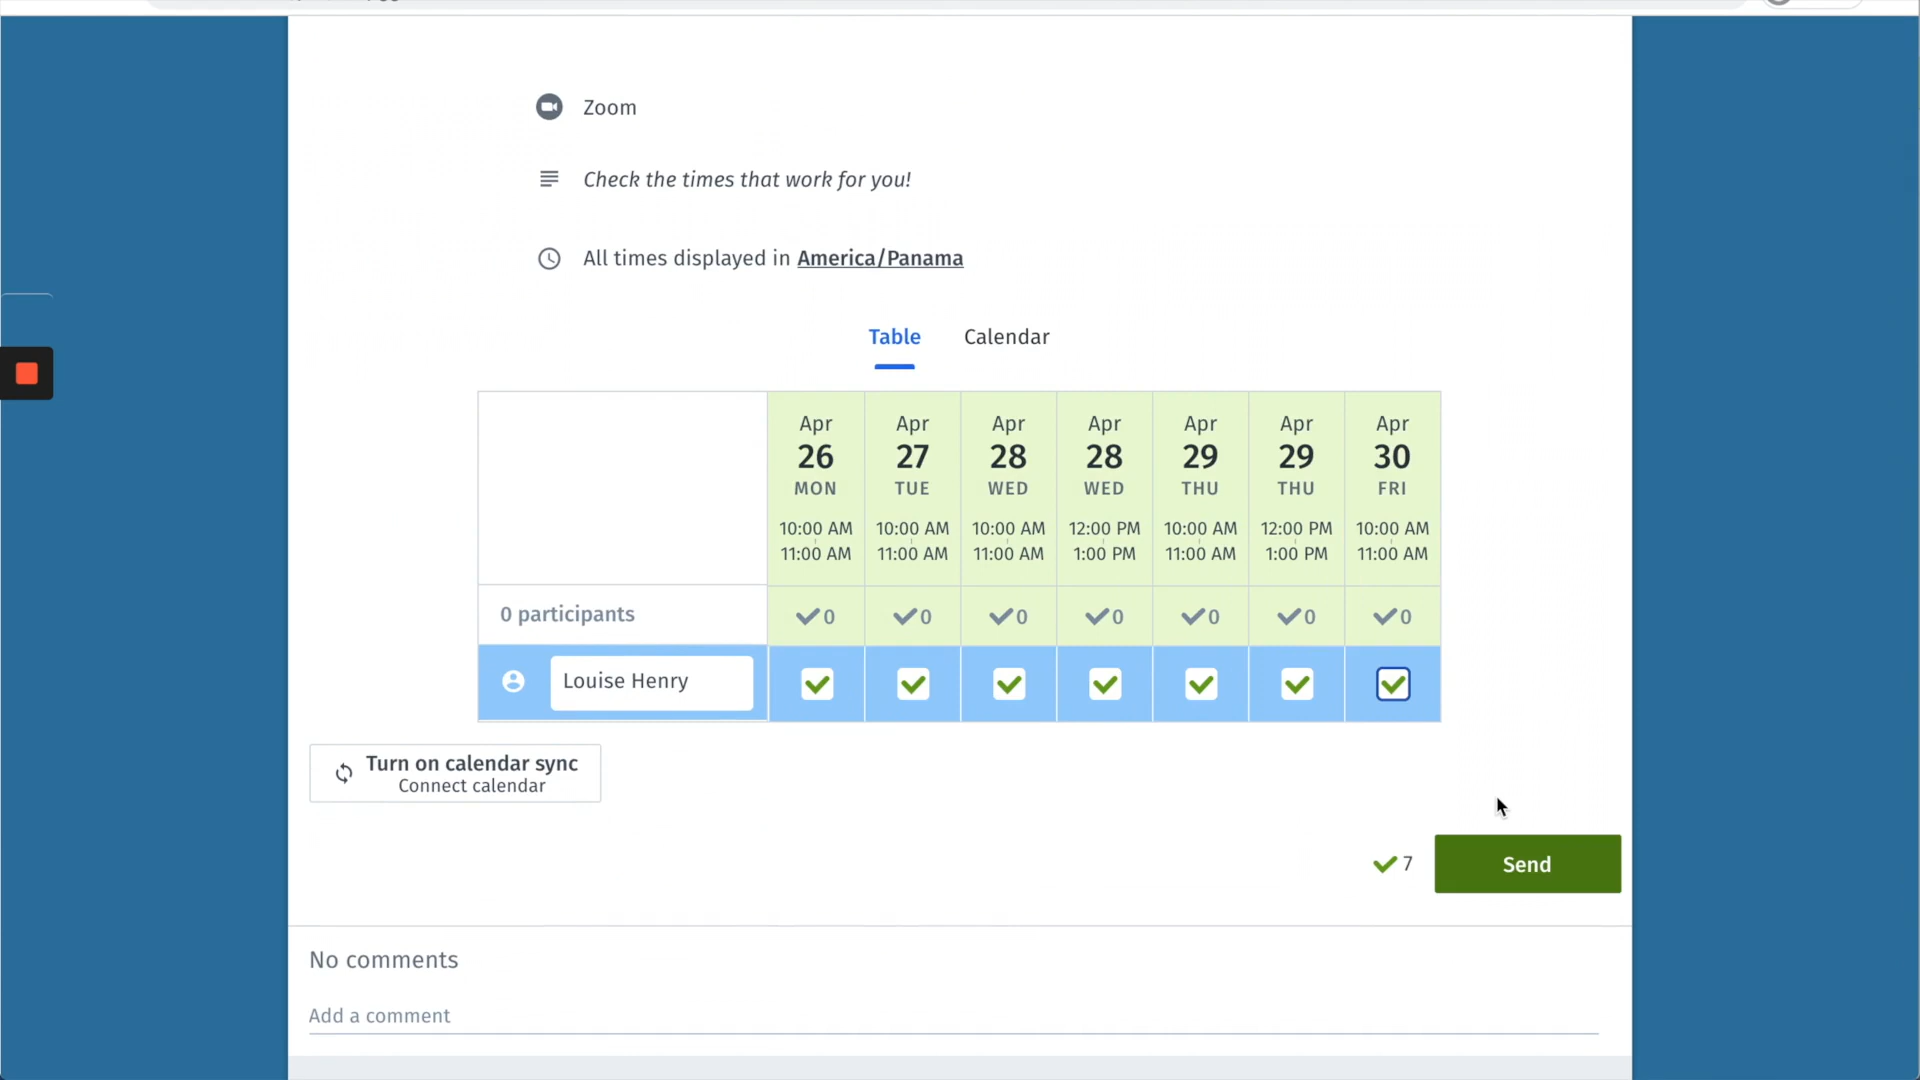 Zoom
Check the times that work for you!
All times displayed in America/Panama
Table Calendar
Apr Apr Apr Apr Apr Apr Apr
26 27 28 28 29 29 30
MON TUE WED WED THU THU FRI
10:00 AM 10:00 AM 10:00 AM 12:00 PM 10:00 AM 12:00 PM 10:00 AM
11:00 AM 11:00 AM 11:00 AM 1:00 PM 11:00 AM 1:00 PM 11:00 AM
0 participants 0 0 0 0 0 0 0
Louise Henry
Turn on calendar sync
Connect calendar
7 Send
No comments
Add a comment